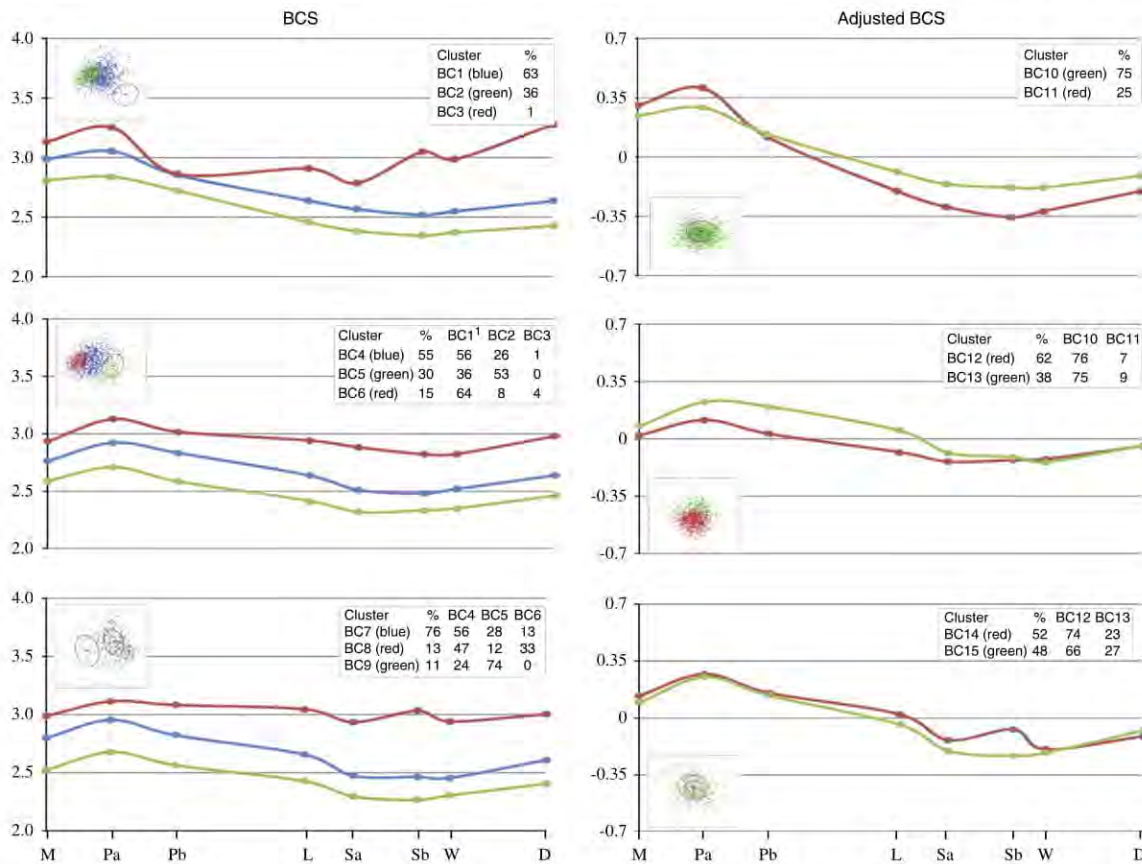 BCS
Adjusted BCS
4.0
3.5
3.0
2.5
2.0
Cluster %
BC1 (blue) 63
BC2 (green) 36
BC3 (red) 1
0.7
0.35
0
-0.35
-0.7
Cluster %
BC10 (green) 75
BC11 (red) 25
4.0
3.5
3.0
2.5
2.0
Cluster % BC1¹ BC2 BC3
BC4 (blue) 55 56 26 1
BC5 (green) 30 36 53 0
BC6 (red) 15 64 8 4
0.7
0.35
0
-0.35
-0.7
Cluster % BC10 BC11
BC12 (red) 62 76 7
BC13 (green) 38 75 9
4.0
3.5
3.0
2.5
2.0
Cluster % BC4 BC5 BC6
BC7 (blue) 76 56 28 13
BC8 (red) 13 47 12 33
BC9 (green) 11 24 74 0
M Pa Pb L Sa Sb W D
0.7
0.35
0
-0.35
-0.7
Cluster % BC12 BC13
BC14 (red) 52 74 23
BC15 (green) 48 66 27
M Pa Pb L Sa Sb W